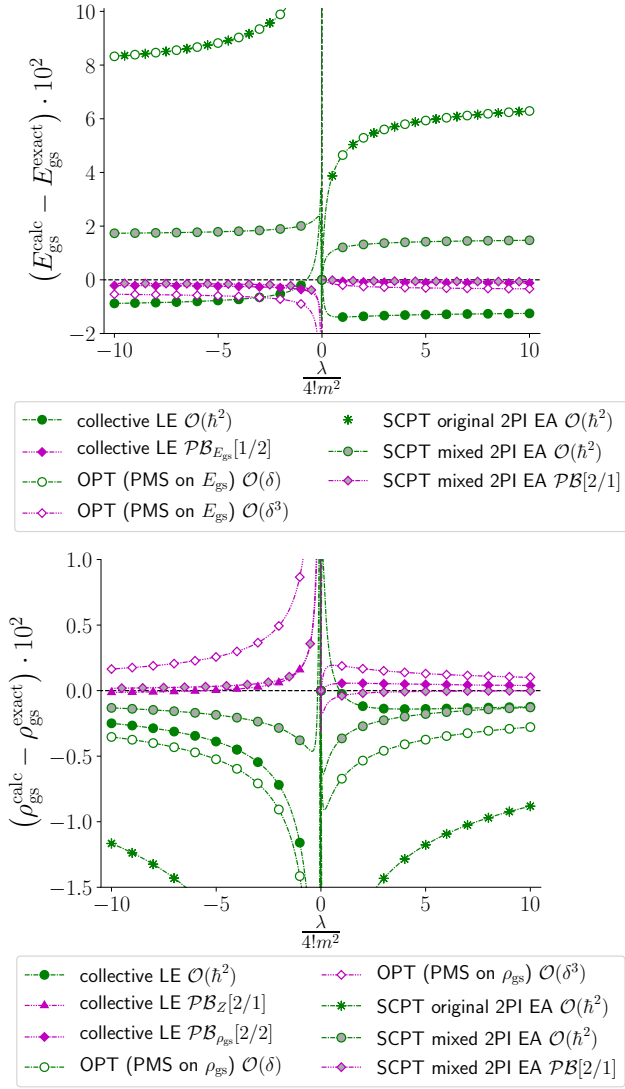 10
8
6
4
2
0
−2
(E_gs^calc − E_gs^exact) · 10^2
−10 −5 0 5 10
λ
4!m^2
collective LE O(ħ^2)
collective LE PB_{E_gs}[1/2]
OPT (PMS on E_gs) O(δ)
OPT (PMS on E_gs) O(δ^3)
SCPT original 2PI EA O(ħ^2)
SCPT mixed 2PI EA O(ħ^2)
SCPT mixed 2PI EA PB[2/1]
1.0
0.5
0.0
−0.5
−1.0
−1.5
(ρ_gs^calc − ρ_gs^exact) · 10^2
−10 −5 0 5 10
λ
4!m^2
collective LE O(ħ^2)
collective LE PB_Z[2/1]
collective LE PB_{ρ_gs}[2/2]
OPT (PMS on ρ_gs) O(δ)
OPT (PMS on ρ_gs) O(δ^3)
SCPT original 2PI EA O(ħ^2)
SCPT mixed 2PI EA O(ħ^2)
SCPT mixed 2PI EA PB[2/1]